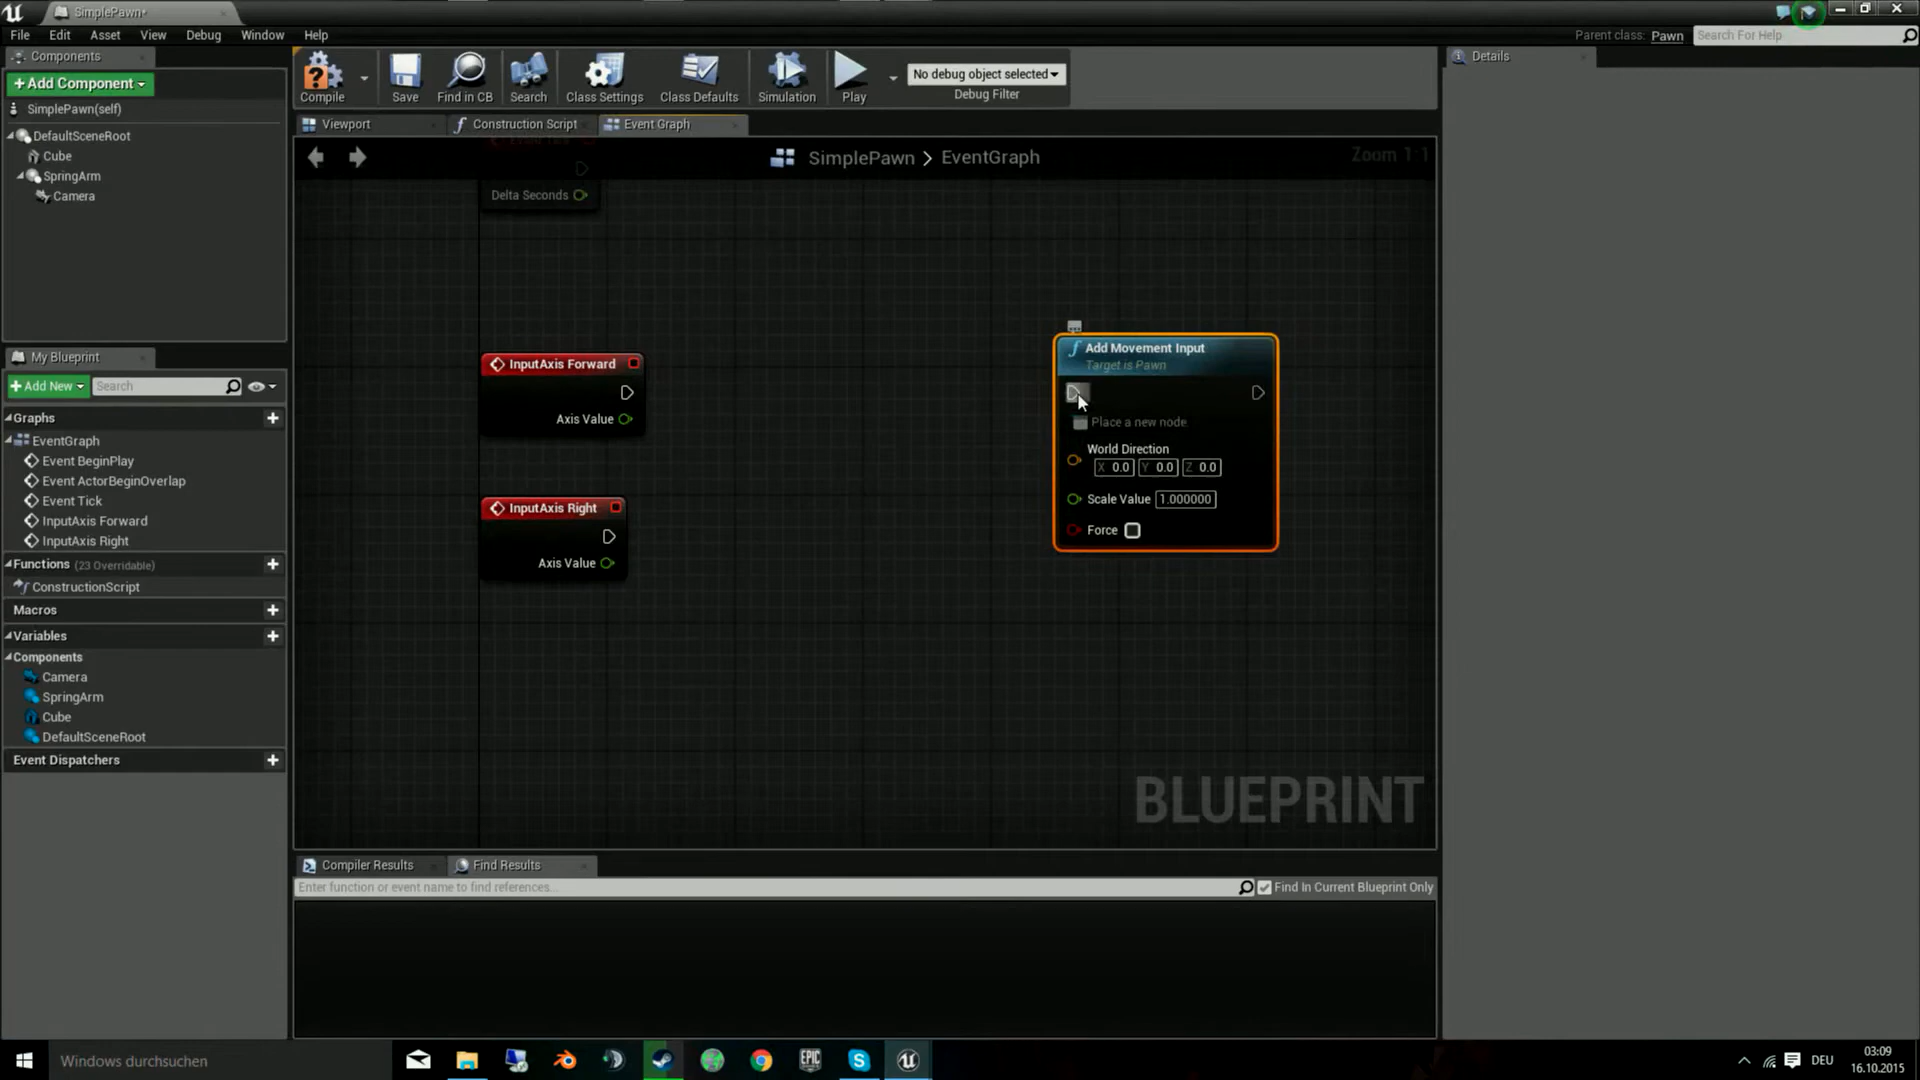 SimplePawn*
File Edit Asset View Debug Window Help
Parent class: Pawn
Search For Help
Components
+Add Component
SimplePawn(self)
DefaultSceneRoot
Cube
SpringArm
Camera
Compile
Save
Find in CB
Search
Class Settings
Class Defaults
Simulation
Play
No debug object selected
Debug Filter
Details
Viewport
Construction Script
Event Graph
SimplePawn > EventGraph
Zoom 1:1
Delta Seconds
InputAxis Forward
Axis Value
InputAxis Right
Axis Value
Add Movement Input
Target is Pawn
Place a new node
World Direction
X 0.0 Y 0.0 Z 0.0
Scale Value 1.000000
Force
BLUEPRINT
My Blueprint
+Add New
Search
Graphs
EventGraph
Event BeginPlay
Event ActorBeginOverlap
Event Tick
InputAxis Forward
InputAxis Right
Functions (23 Overridable)
ConstructionScript
Macros
Variables
Components
Camera
SpringArm
Cube
DefaultSceneRoot
Event Dispatchers
Compiler Results
Find Results
Enter function or event name to find references...
Find In Current Blueprint Only
Windows durchsuchen
EPIC
DEU
03:09
16.10.2015